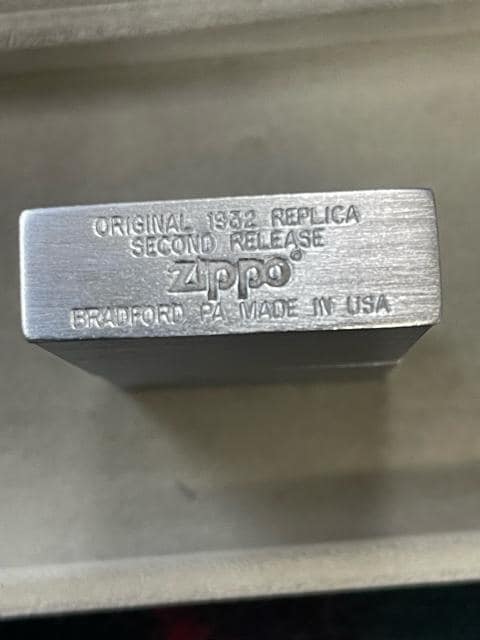 ORIGINAL 1932 REPLICA
SECOND RELEASE
zippo®
BRADFORD PA MADE IN USA